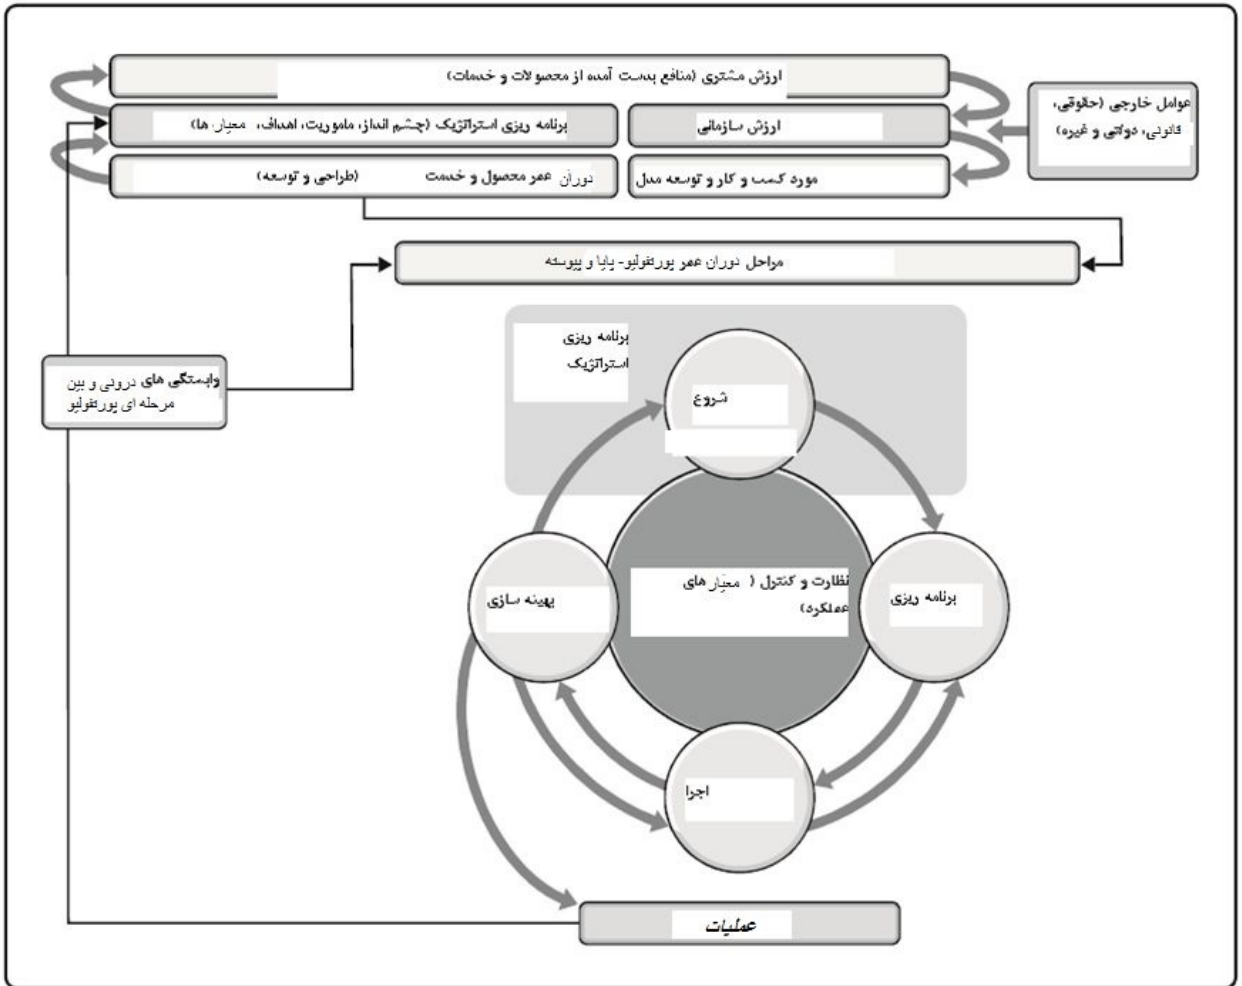 ارزش مشتری (منافع بدست آمده از محصولات و خدمات)
عوامل خارجی (حقوقی،
قانونی، دولتی و غیره)
ارزش سازمانی
برنامه ریزی استراتژیک (چشم انداز، ماموریت، اهداف، معیار ها)
مورد کسب و کار و توسعه مدل
دوران عمر محصول و خدمت (طراحی و توسعه)
مراحل دوران عمر پورتفولیو- پایا و پیوسته
وابستگی های درونی و بین
مرحله ای پورتفولیو
برنامه ریزی
استراتژیک
شروع
نظارت و کنترل ( معیار های
عملکرد)
برنامه ریزی
بهینه سازی
اجرا
عملیات